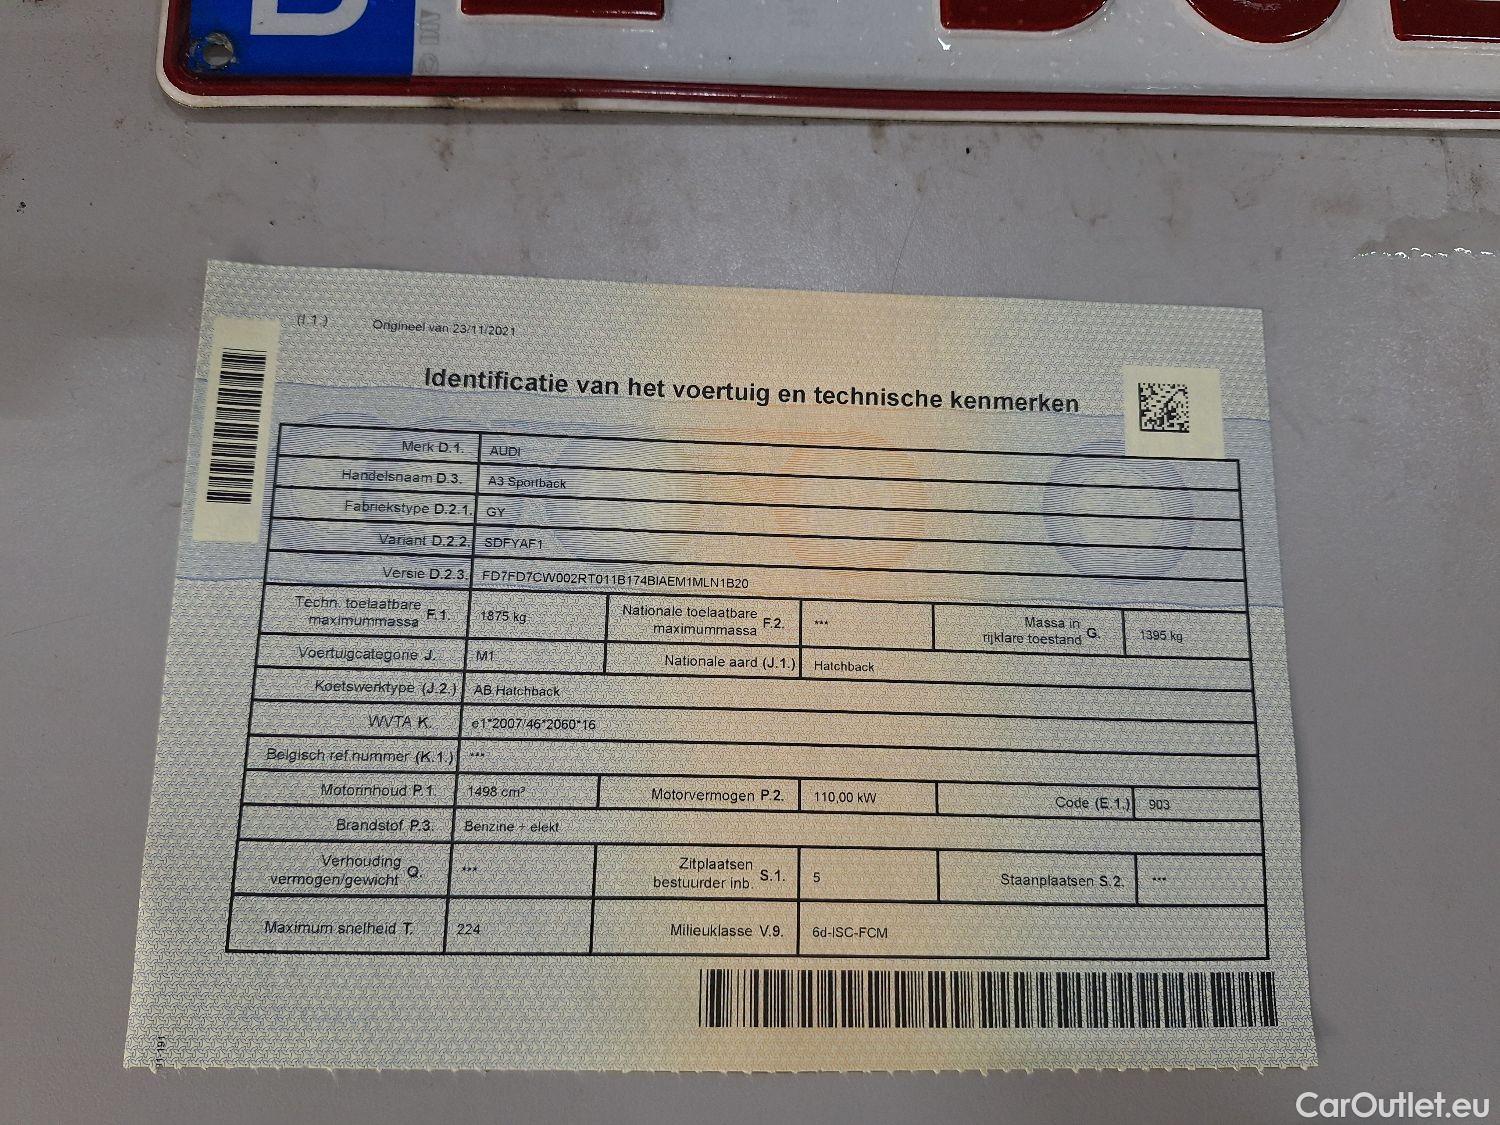 B
(I.1.) Origineel van 23/11/2021
Identificatie van het voertuig en technische kenmerken
Merk D.1. AUDI
Handelsnaam D.3. A3 Sportback
Fabriekstype D.2.1. GY
Variant D.2.2. SDFYAF1
Versie D.2.3. FD7FD7CW002RT011B174BIAEM1MLN1B20
Techn. toelaatbare maximummassa F.1. 1875 kg Nationale toelaatbare maximummassa F.2. *** Massa in rijklare toestand G. 1395 kg
Voertuigcategorie J. M1 Nationale aard (J.1.) Hatchback
Koetswerktype (J.2.) AB Hatchback
WVTA K. e1*2007/46*2060*16
Belgisch ref.nummer (K.1.) ***
Motorinhoud P.1. 1498 cm³ Motorvermogen P.2. 110,00 kW Code (E.1.) 903
Brandstof P.3. Benzine + elekt
Verhouding vermogen/gewicht Q. *** Zitplaatsen bestuurder inb. S.1. 5 Staanplaatsen S.2. ***
Maximum snelheid T. 224 Milieuklasse V.9. 6d-ISC-FCM
CarOutlet.eu